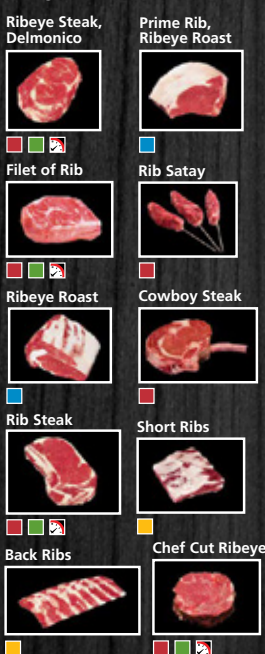 Ribeye Steak,
Delmonico
Prime Rib,
Ribeye Roast
Filet of Rib
Rib Satay
Ribeye Roast
Cowboy Steak
Rib Steak
Short Ribs
Back Ribs
Chef Cut Ribeye